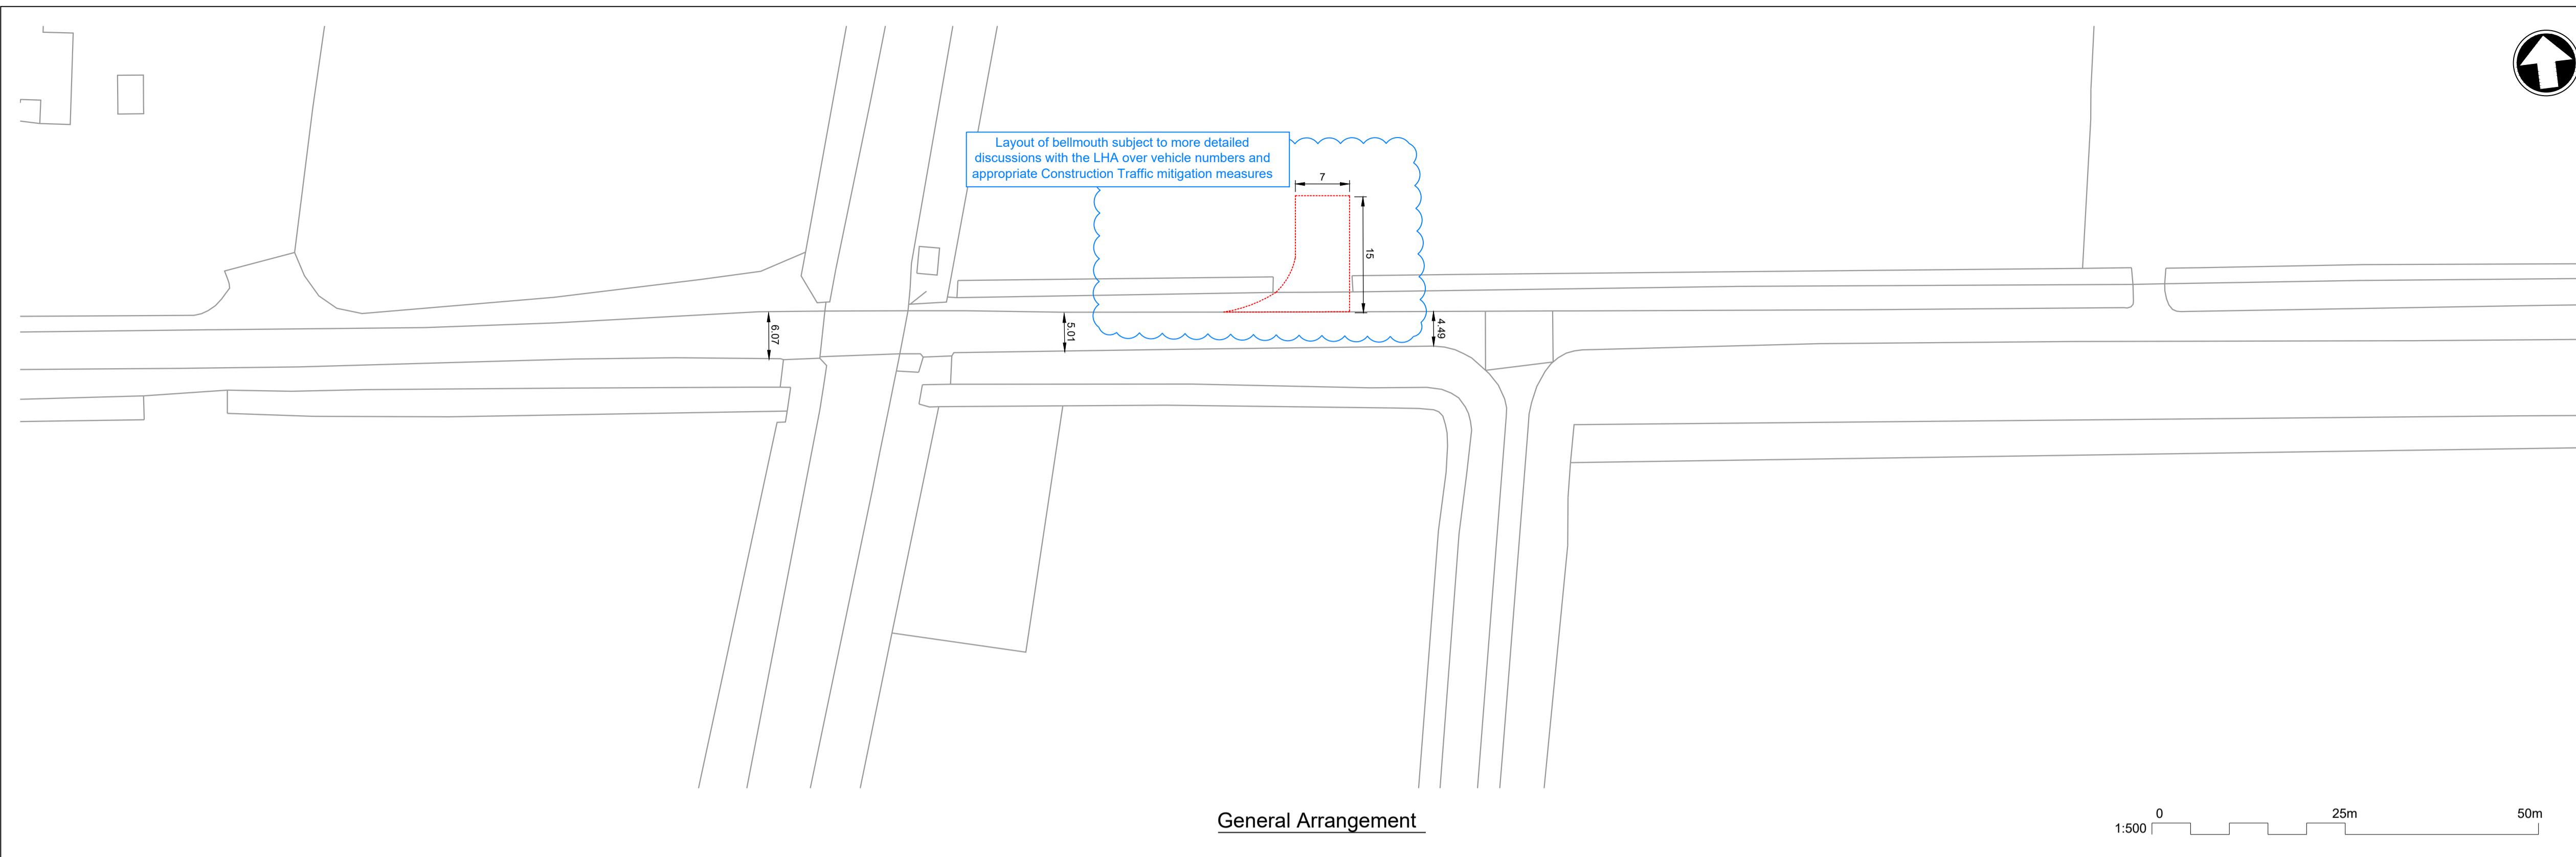 Layout of bellmouth subject to more detailed
discussions with the LHA over vehicle numbers and
appropriate Construction Traffic mitigation measures
7
15
6.07
5.01
4.49
General Arrangement
0 25m 50m
1:500